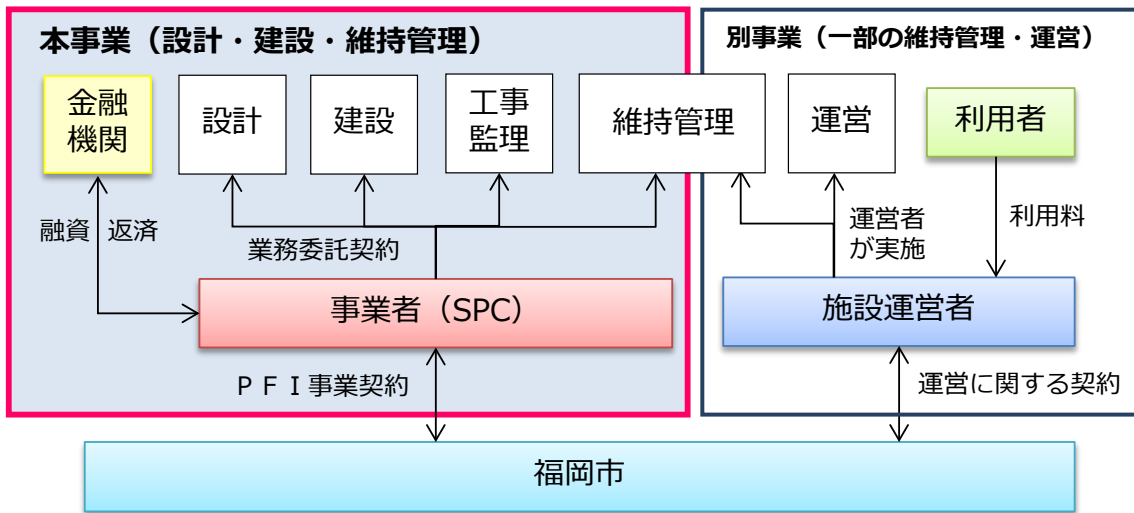 本事業（設計・建設・維持管理）
別事業（一部の維持管理・運営）
金融
機関
設計
建設
工事
監理
維持管理
運営
利用者
融資
返済
業務委託契約
運営者
が実施
利用料
事業者（SPC）
施設運営者
ＰＦＩ事業契約
運営に関する契約
福岡市